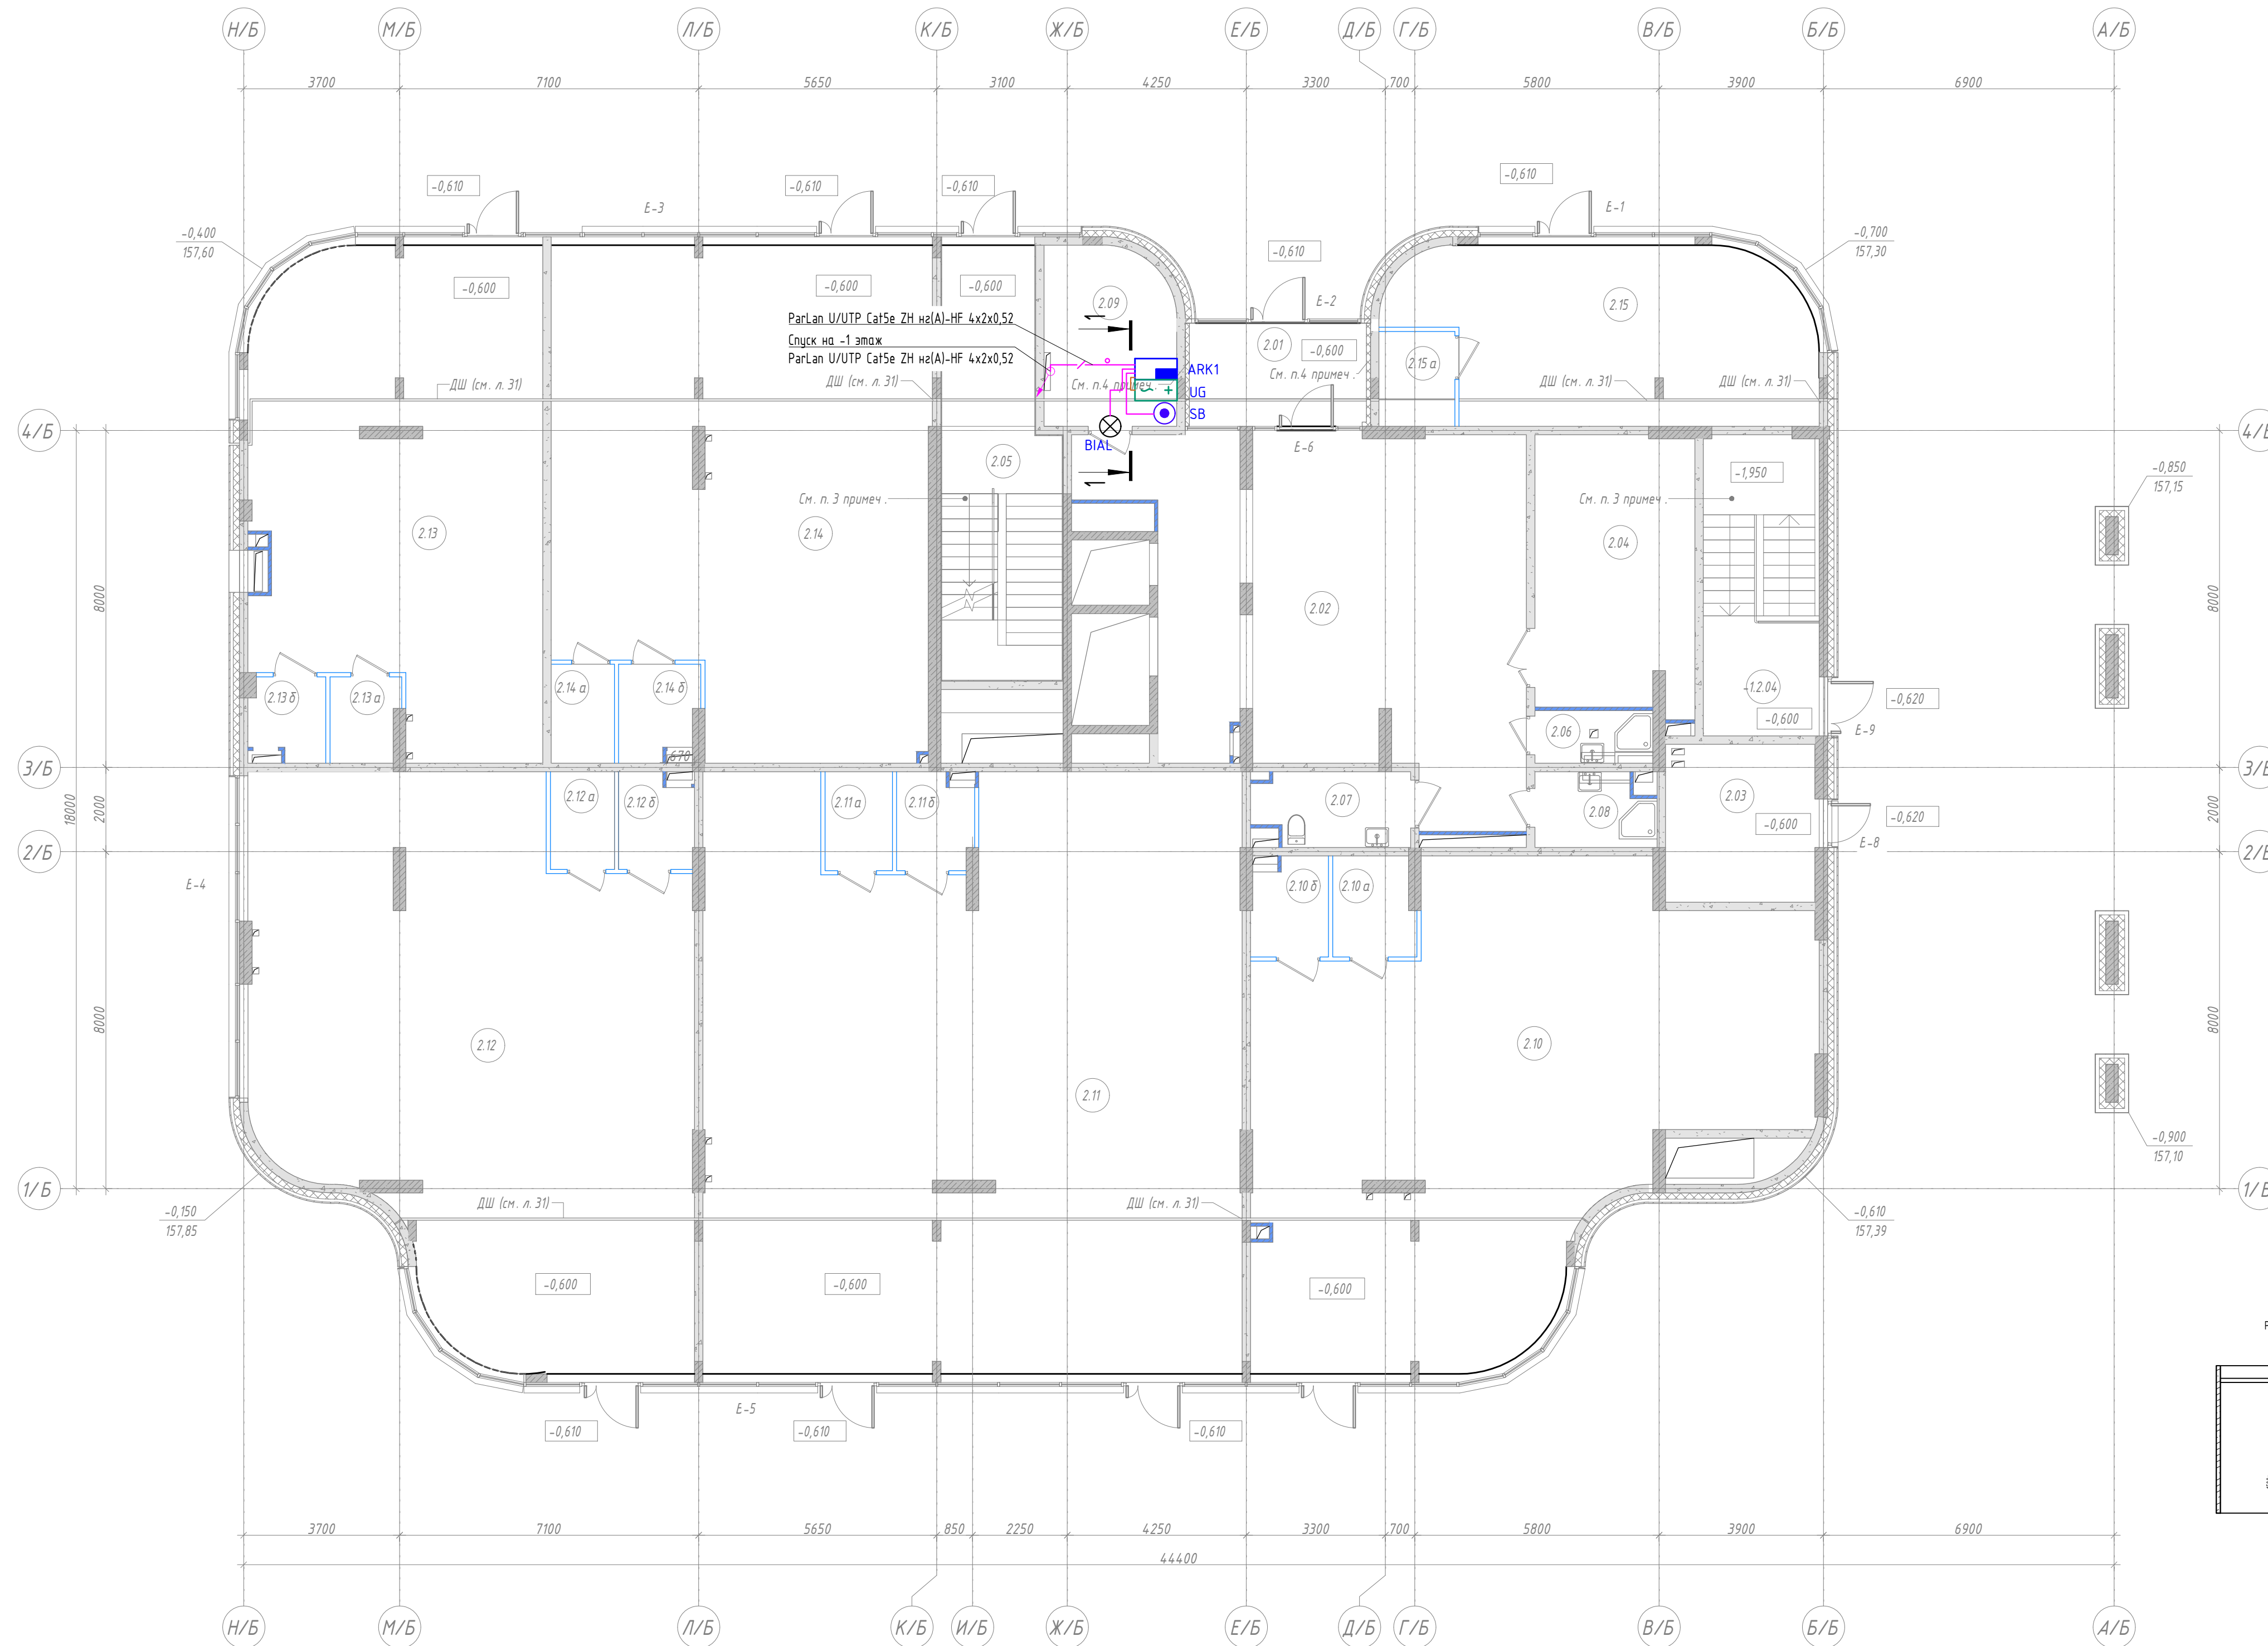 Н/Б М/Б Л/Б К/Б Ж/Б Е/Б Д/Б Г/Б В/Б Б/Б А/Б
3700 7100 5650 3100 4250 3300 700 5800 3900 6900
-0,610 -0,610 -0,610 -0,610
Е-3 Е-1
-0,400
157,60
-0,700
157,30
-0,610
-0,600 -0,600 -0,600
2.09 Е-2 2.15
1
ParLan U/UTP Cat5e ZH нг(А)-HF 4х2х0,52
Спуск на -1 этаж
ParLan U/UTP Cat5e ZH нг(А)-HF 4х2х0,52
2.01 -0,600 2.15 а
ARK1
См. п.4 примеч.
См. п.4 примеч.
UG
SB
ДШ (см. л. 31) ДШ (см. л. 31) ДШ (см. л. 31) ДШ (см. л. 31)
4/Б
BIAL
Е-6
1
2.05 -1,950
-0,850
157,15
См. п. 3 примеч. См. п. 3 примеч.
2.13 2.14 2.04
8000 2.02 8000
2.13 б 2.13 а 2.14 а 2.14 б -1.2.04
-0,620
-0,600
2.06 Е-9
670
3/Б
2.12 а 2.12 б 2.11 а 2.11 б 2.07 2.08 2.03
18000 2000 -0,600 -0,620 2000
Е-8
2/Б
Е-4 2.10 б 2.10 а
8000 2.12 2.11 2.10 8000
-0,900
157,10
1/Б
ДШ (см. л. 31) ДШ (см. л. 31)
-0,150
157,85
-0,610
157,39
-0,600 -0,600 -0,600
Е-5
-0,610 -0,610 -0,610
3700 7100 5650 850 2250 4250 3300 700 5800 3900 6900
44400
Н/Б М/Б Л/Б К/Б И/Б Ж/Б Е/Б Д/Б Г/Б В/Б Б/Б А/Б